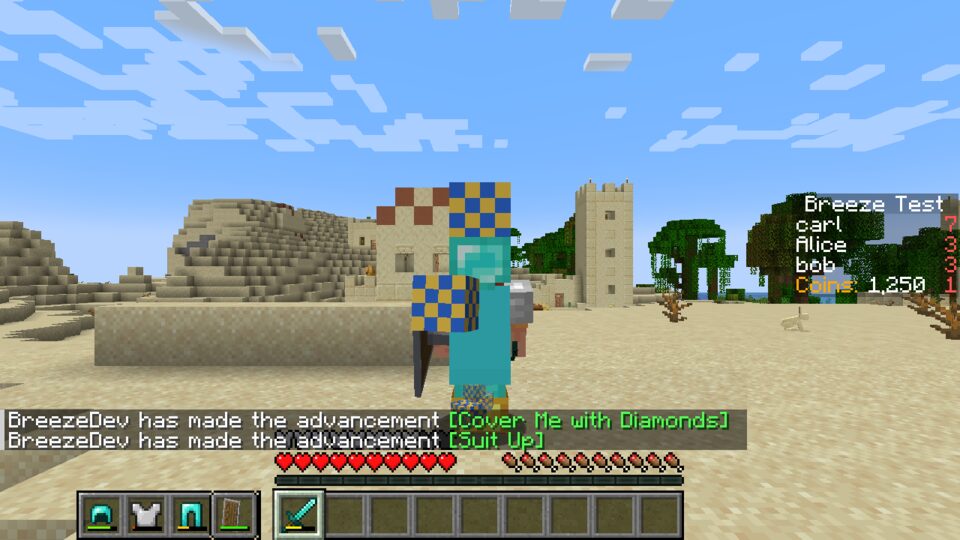 Breeze Test
carl 7
Alice 3
bob 3
Coins: 1,250 1
BreezeDev has made the advancement [Cover Me with Diamonds]
BreezeDev has made the advancement [Suit Up]